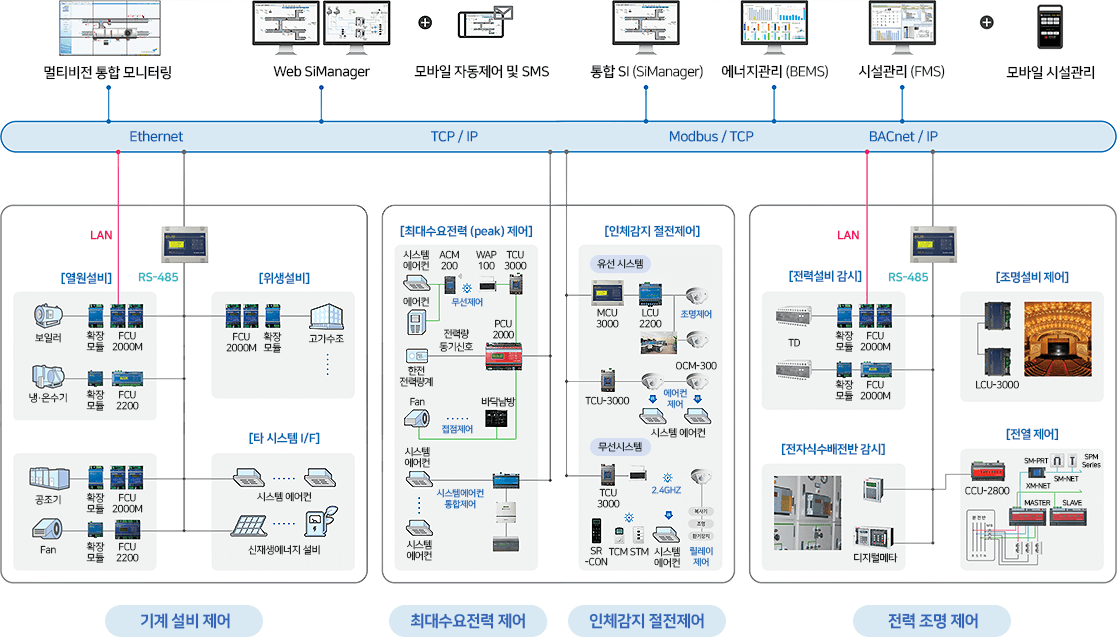 멀티비전 통합 모니터링
Web SiManager
모바일 자동제어 및 SMS
통합 SI (SiManager)
에너지관리 (BEMS)
시설관리 (FMS)
모바일 시설관리
Ethernet
TCP / IP
Modbus / TCP
BACnet / IP
LAN
RS-485
[열원설비]
[위생설비]
보일러
확장
모듈
FCU
2000M
FCU
2000M
확장
모듈
고가수조
냉·온수기
확장
모듈
FCU
2200
[타 시스템 I/F]
공조기
확장
모듈
FCU
2000M
시스템 에어컨
Fan
확장
모듈
FCU
2200
신재생에너지 설비
[최대수요전력 (peak) 제어]
시스템
에어컨
ACM
200
WAP
100
TCU
3000
무선제어
에어컨
전력량
동기신호
PCU
2000
한전
전력량계
Fan
바닥난방
접점제어
시스템
에어컨
시스템에어컨
통합제어
시스템
에어컨
[인체감지 절전제어]
유선 시스템
MCU
3000
LCU
2200
조명제어
OCM-300
TCU-3000
에어컨
제어
시스템 에어컨
무선시스템
TCU
3000
2.4GHZ
복사기
조명
환기장치
SR
-CON
TCM
STM
시스템
에어컨
릴레이
제어
LAN
RS-485
[전력설비 감시]
[조명설비 제어]
TD
확장
모듈
FCU
2000M
확장
모듈
FCU
2000M
LCU-3000
[전자식수배전반 감시]
디지털메타
[전열 제어]
SM-PRT
SPM
Series
CCU-2800
XM-NET
SM-NET
MASTER
SLAVE
분전반
기계 설비 제어
최대수요전력 제어
인체감지 절전제어
전력 조명 제어